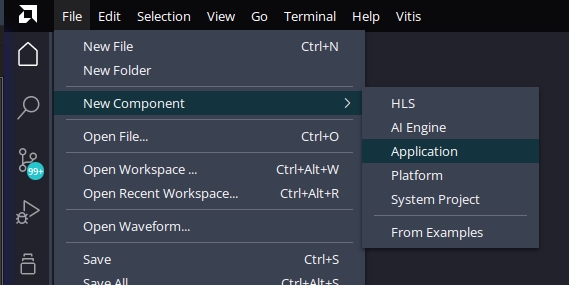 File Edit Selection View Go Terminal Help Vitis
New File Ctrl+N
New Folder
New Component
HLS
AI Engine
Application
Platform
System Project
From Examples
Open File... Ctrl+O
Open Workspace ... Ctrl+Alt+W
Open Recent Workspace... Ctrl+Alt+R
Open Waveform...
Save Ctrl+S
Save All Ctrl+Alt+S
99+